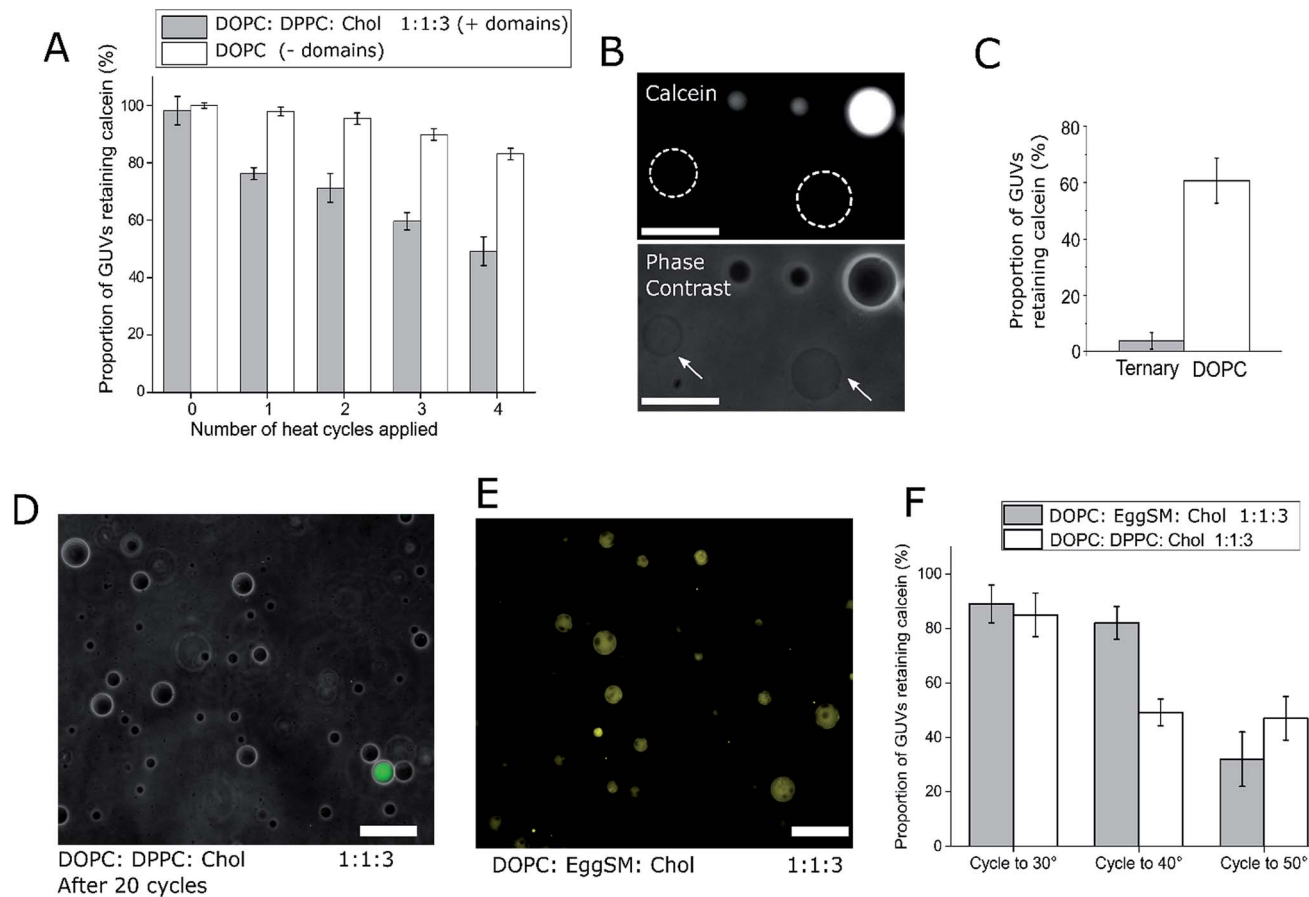 A
DOPC: DPPC: Chol 1:1:3 (+ domains)
DOPC (- domains)
Proportion of GUVs retaining calcein (%)
100
80
60
40
20
0
0 1 2 3 4
Number of heat cycles applied
B
Calcein
Phase
Contrast
C
Proportion of GUVs
retaining calcein (%)
80
60
40
20
0
Ternary DOPC
D
DOPC: DPPC: Chol 1:1:3
After 20 cycles
E
DOPC: EggSM: Chol 1:1:3
F
DOPC: EggSM: Chol 1:1:3
DOPC: DPPC: Chol 1:1:3
Proportion of GUVs retaining calcein (%)
100
80
60
40
20
0
Cycle to 30° Cycle to 40° Cycle to 50°